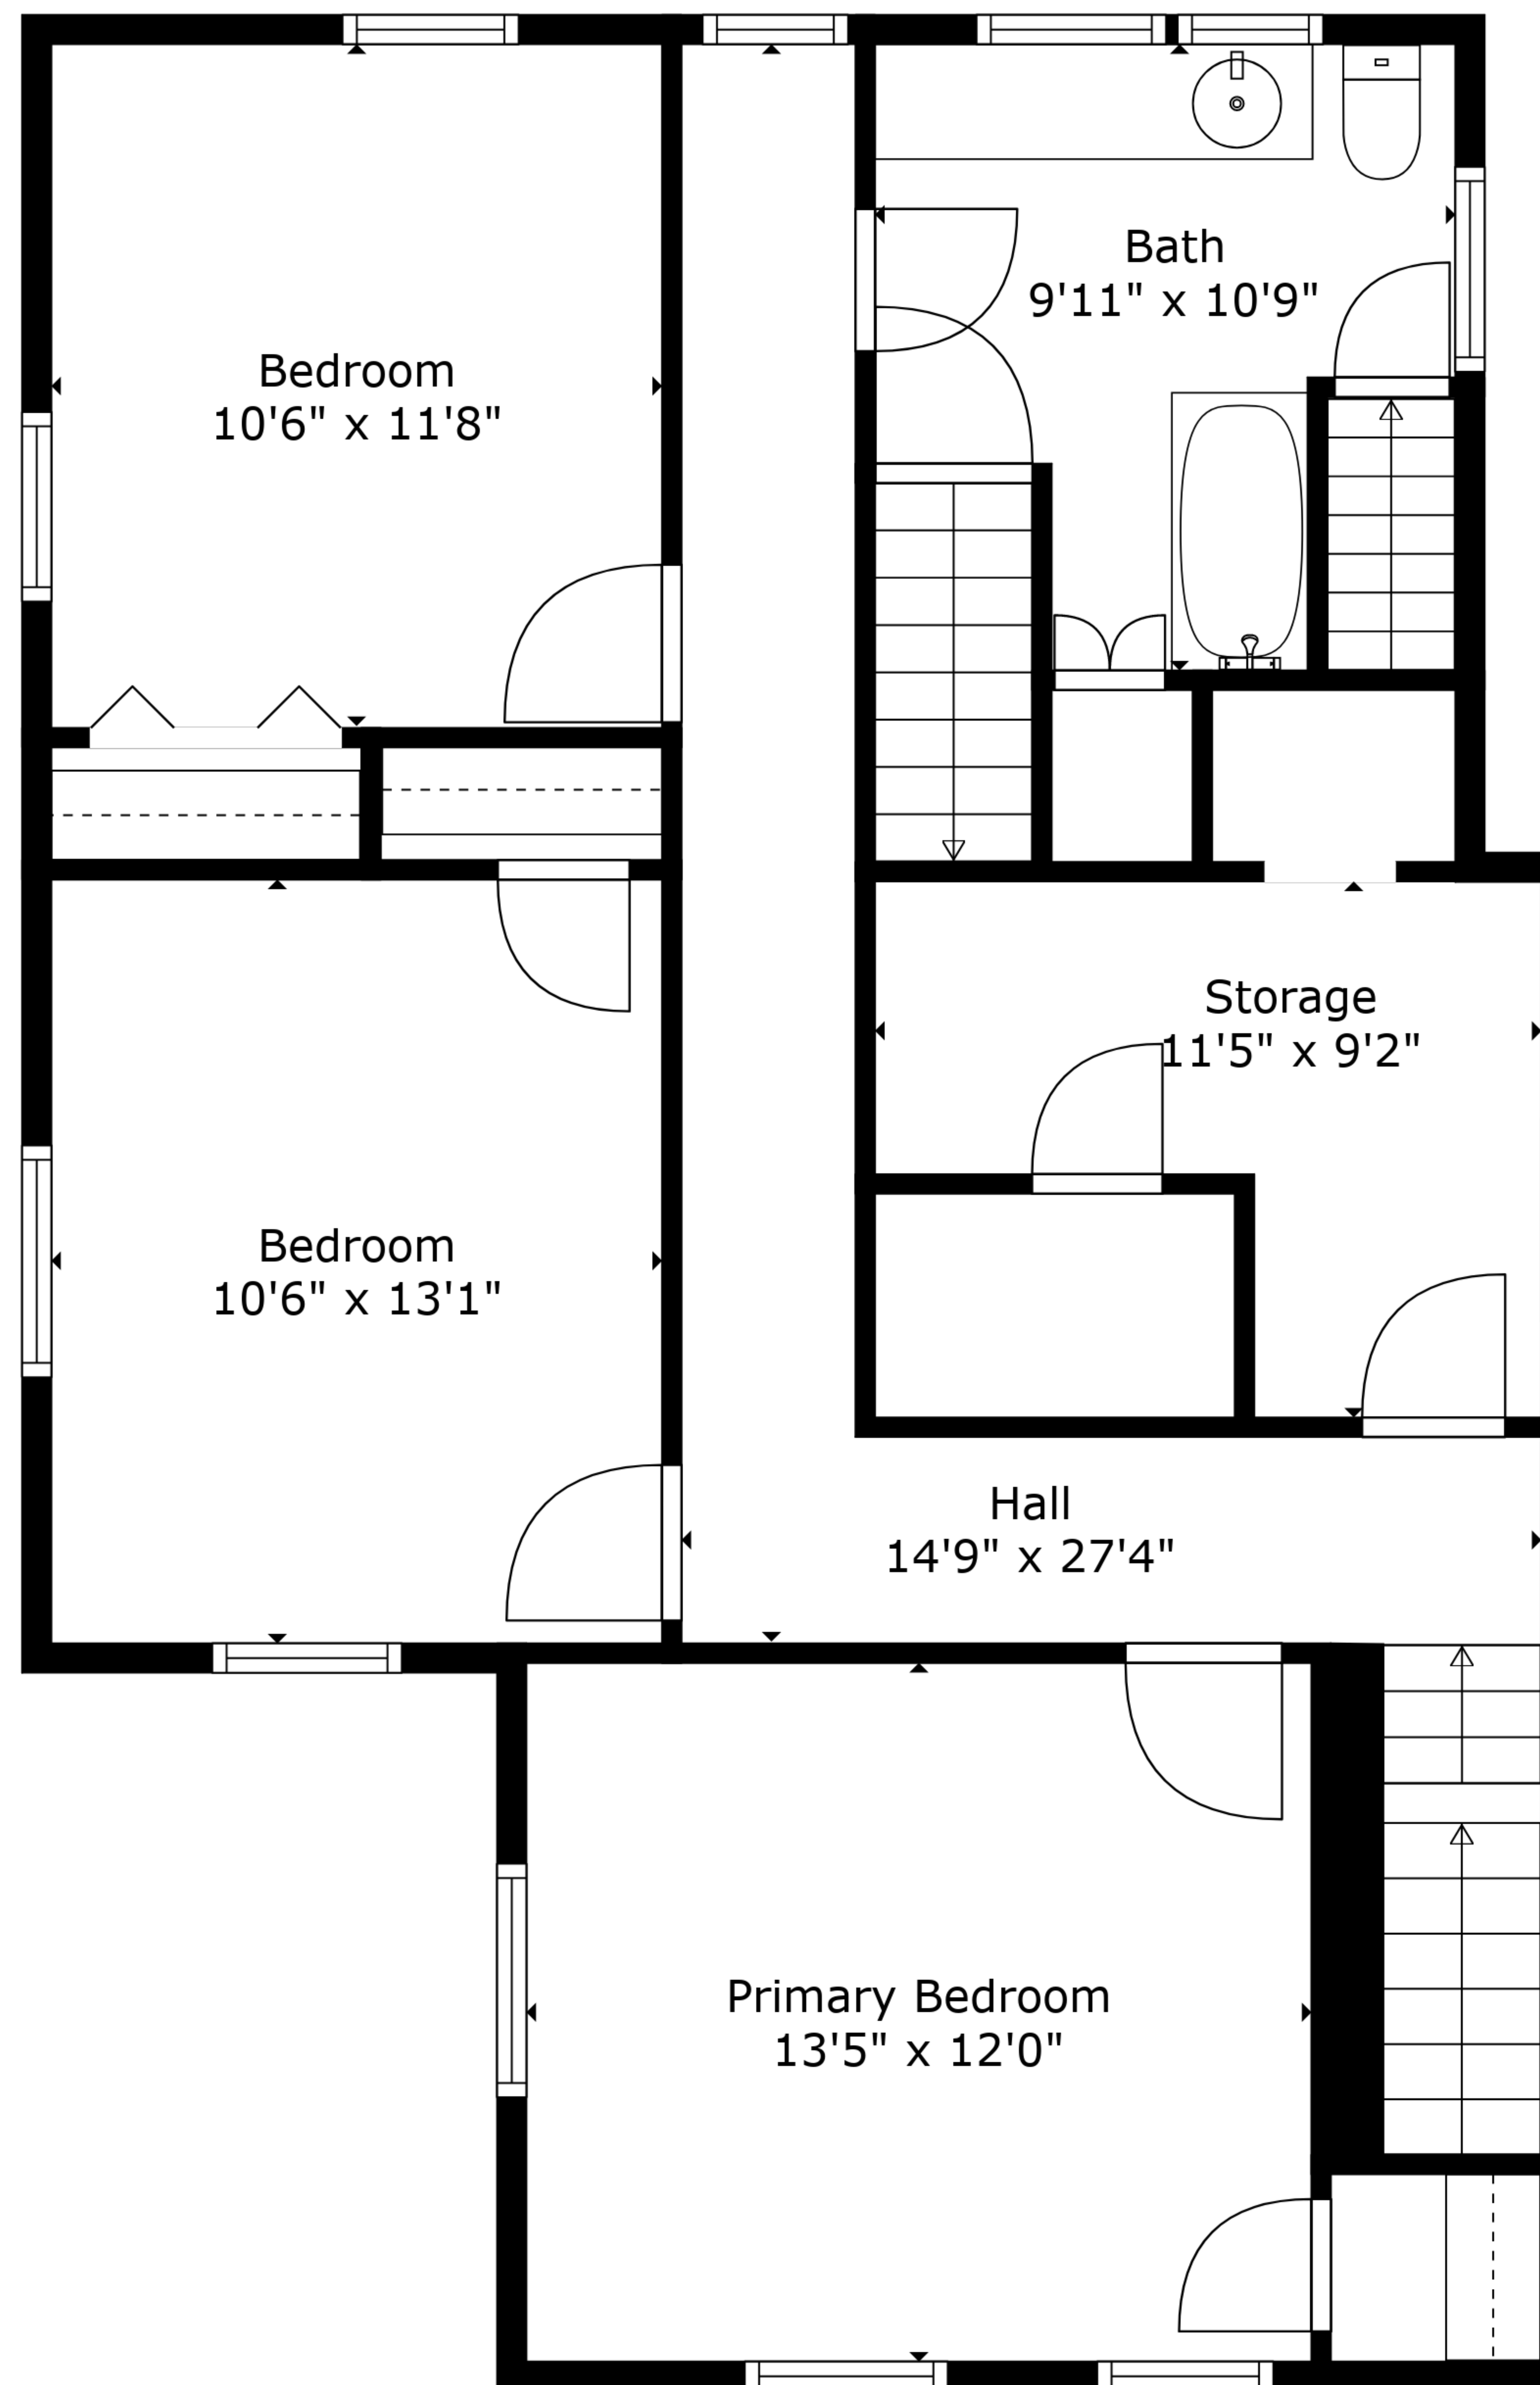 Bath
9'11" x 10'9"
Bedroom
10'6" x 11'8"
Storage
11'5" x 9'2"
Bedroom
10'6" x 13'1"
Hall
14'9" x 27'4"
Primary Bedroom
13'5" x 12'0"